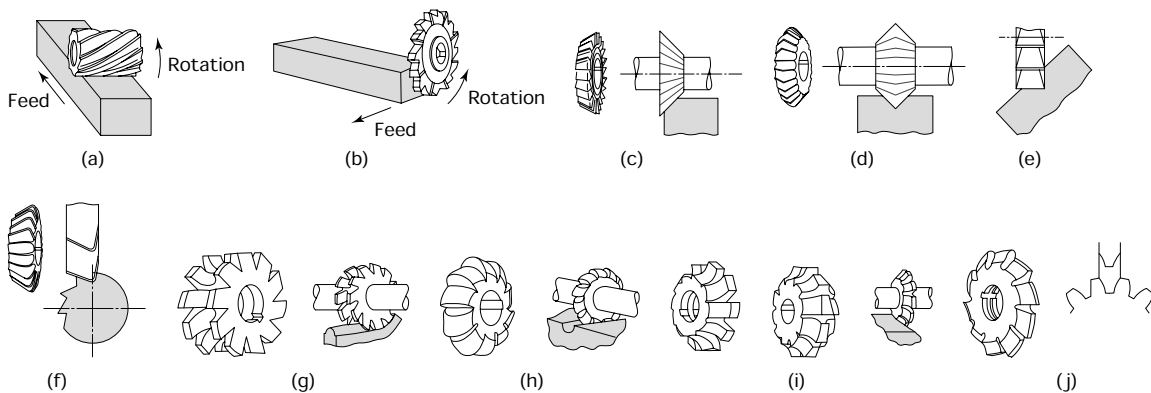 Rotation
Feed
(a)
Rotation
Feed
(b)
(c)
(d)
(e)
(f)
(g)
(h)
(i)
(j)